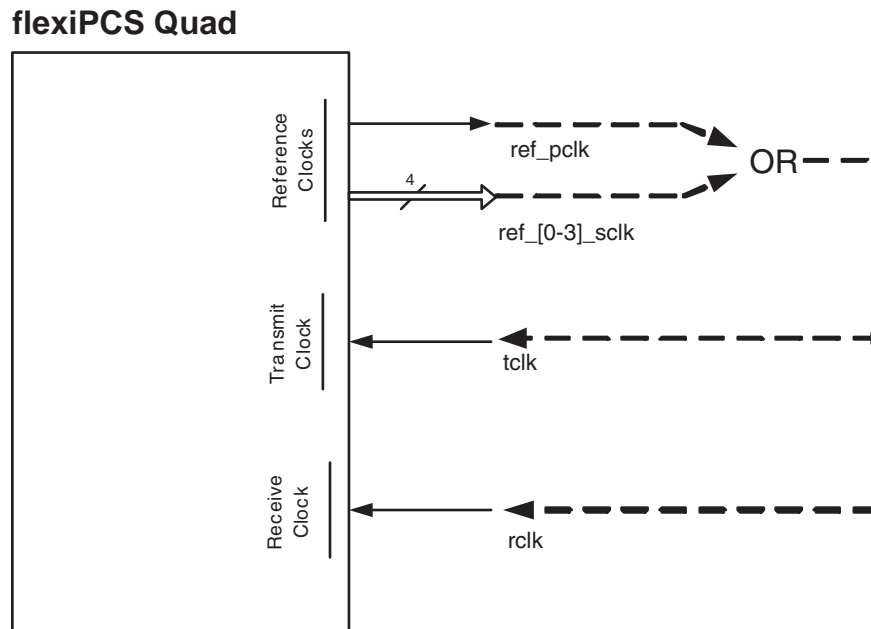 flexiPCS Quad
Reference
Clocks
ref_pclk
OR
4
ref_[0-3]_sclk
Transmit
Clock
tclk
Receive
Clock
rclk